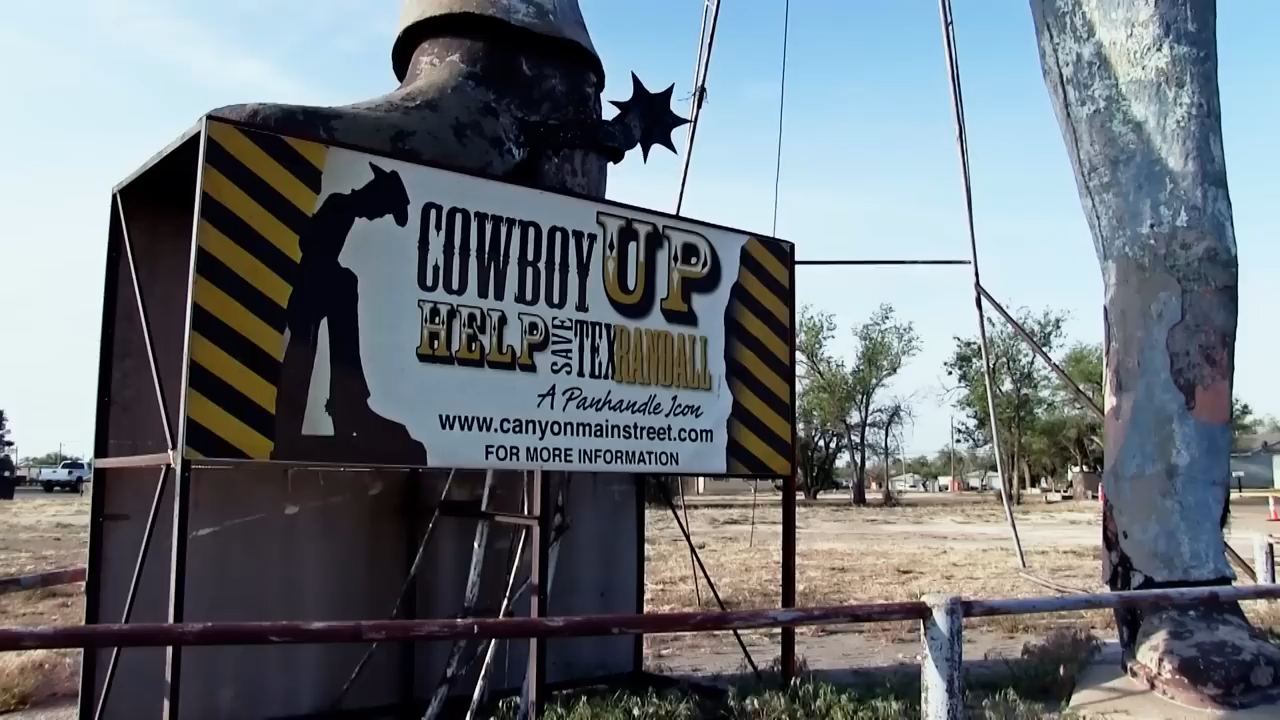 COWBOY UP
HELP SAVE TEX RANDALL
A Panhandle Icon
www.canyonmainstreet.com
FOR MORE INFORMATION